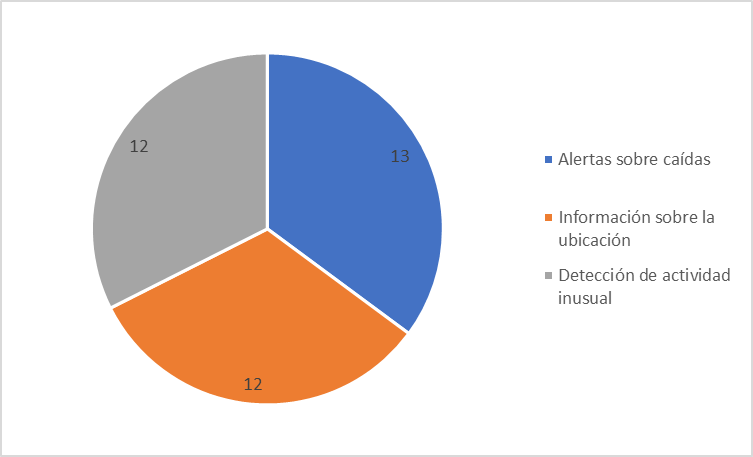 12
13
12
Alertas sobre caídas
Información sobre la
ubicación
Detección de actividad
inusual